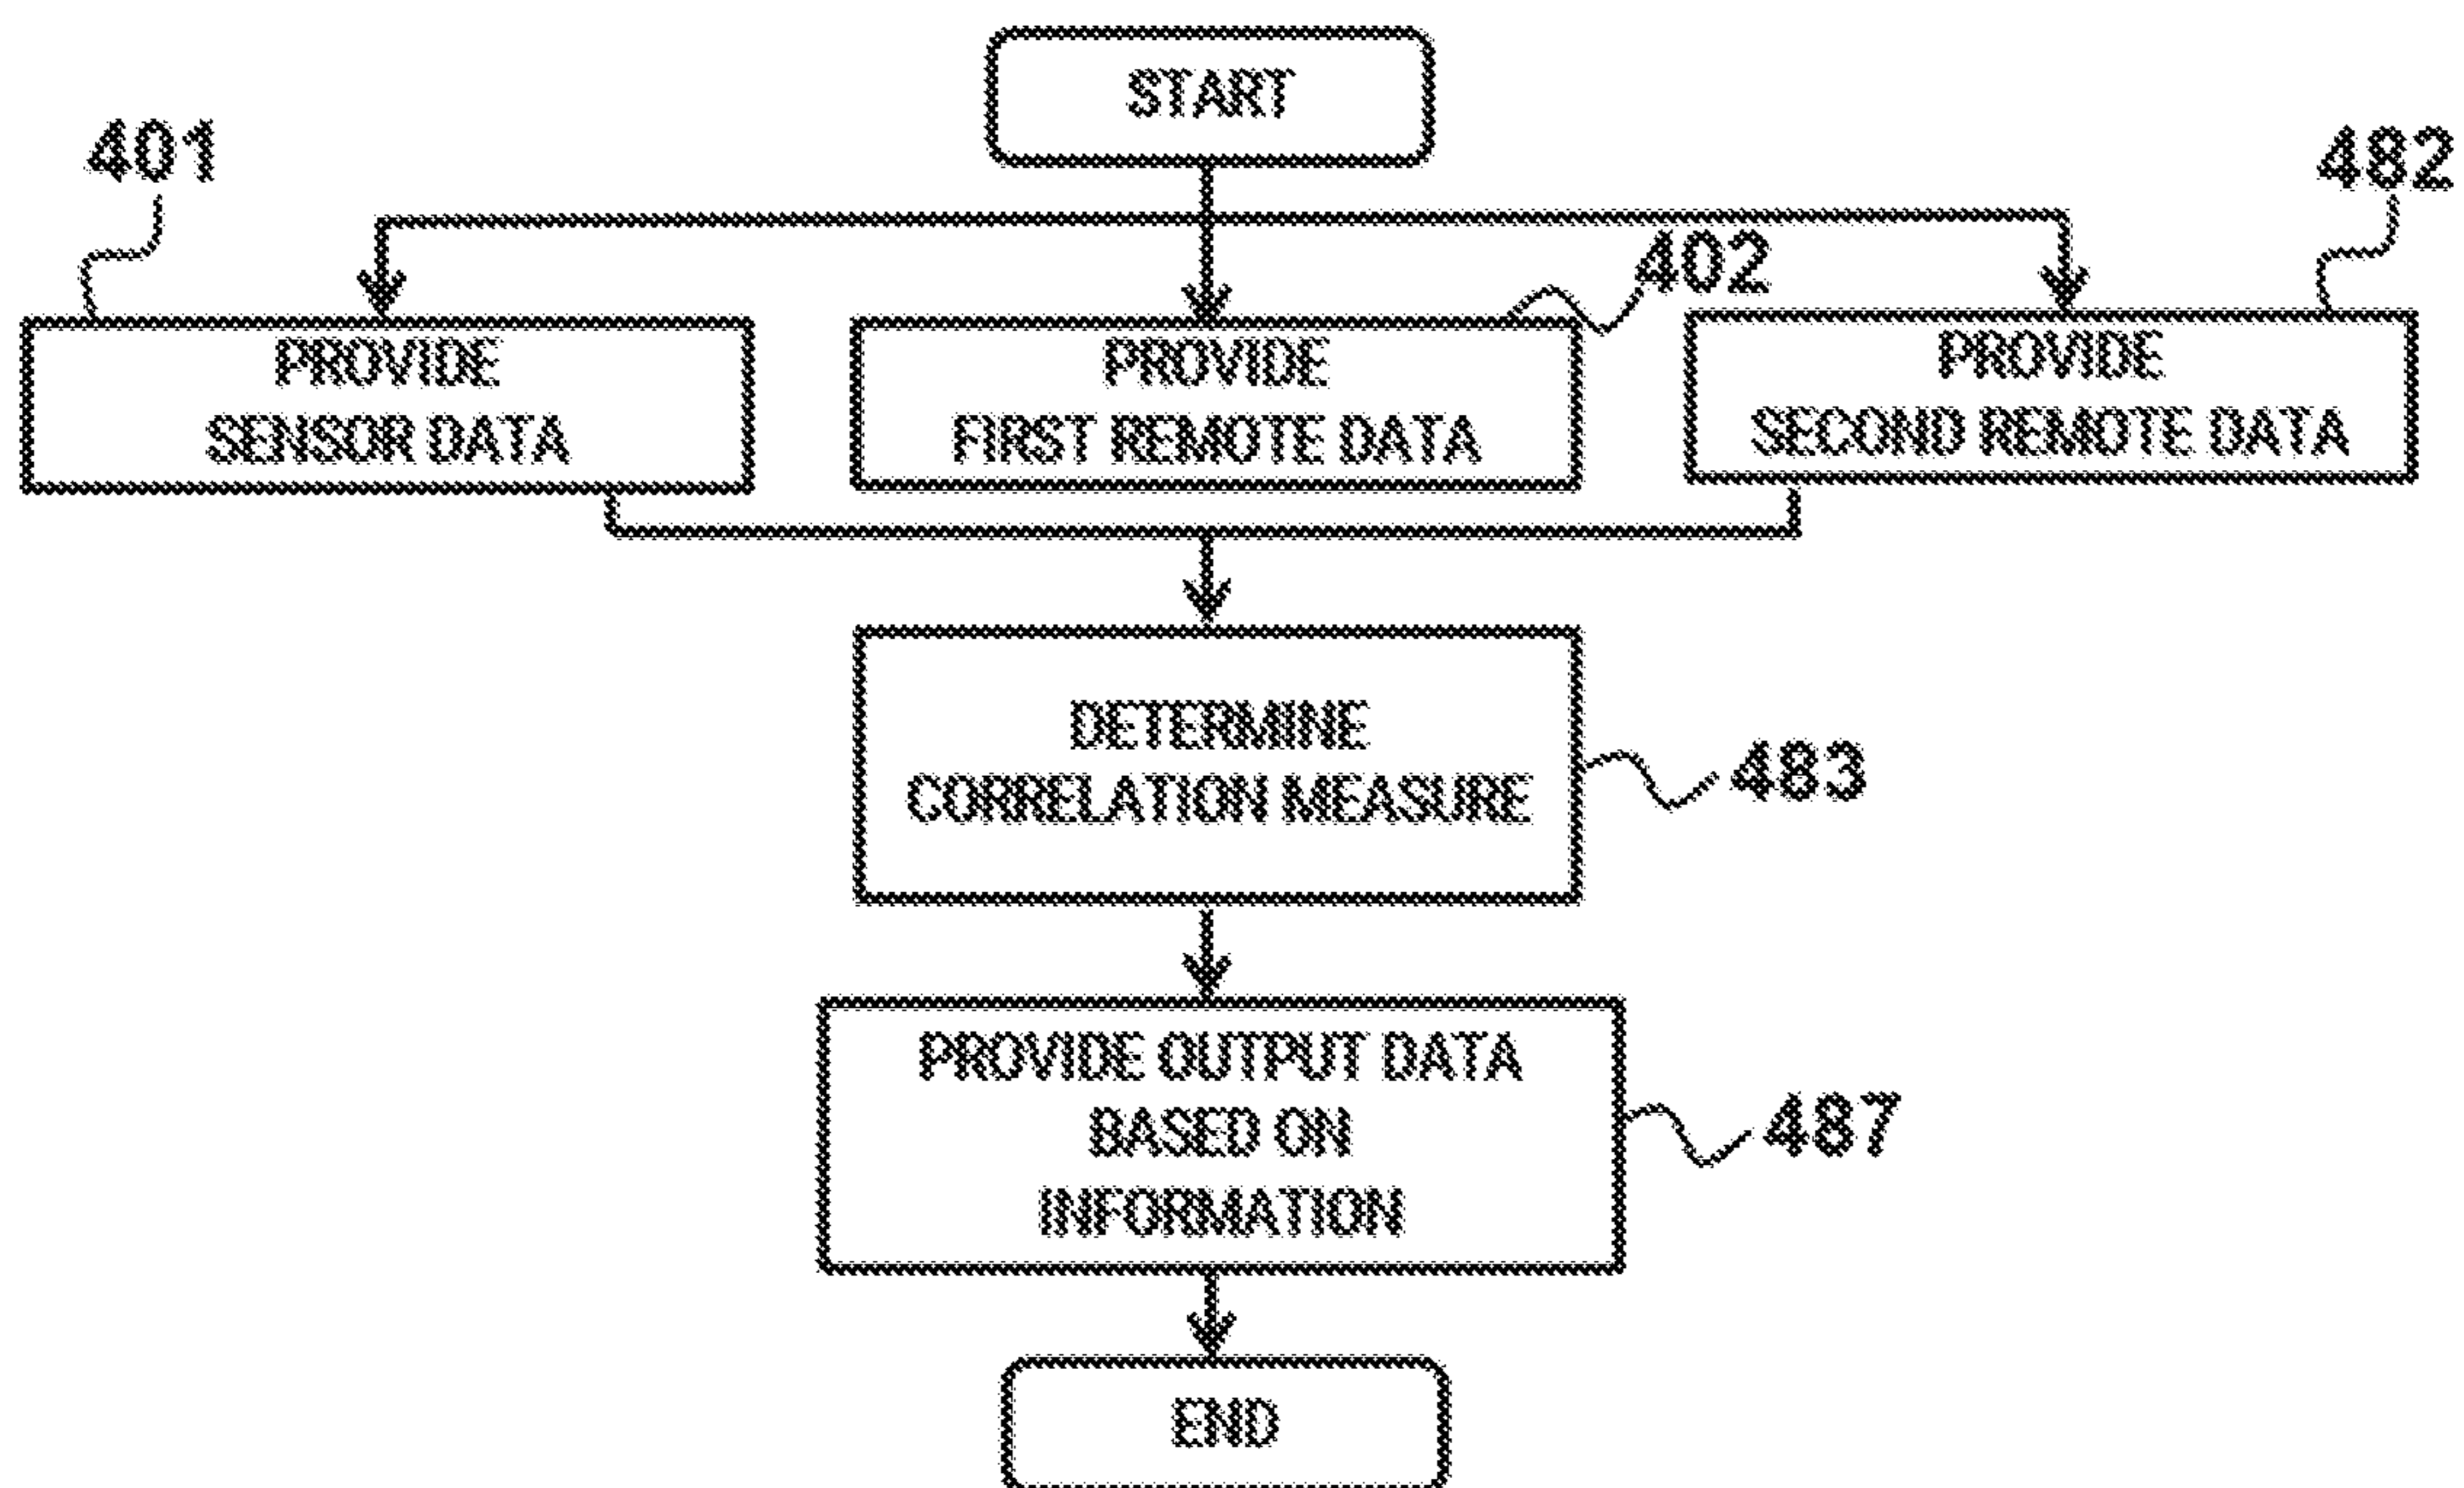 START
401
482
402
PROVIDE
SENSOR DATA
PROVIDE
FIRST REMOTE DATA
PROVIDE
SECOND REMOTE DATA
DETERMINE
CORRELATION MEASURE
483
PROVIDE OUTPUT DATA
BASED ON
INFORMATION
487
END